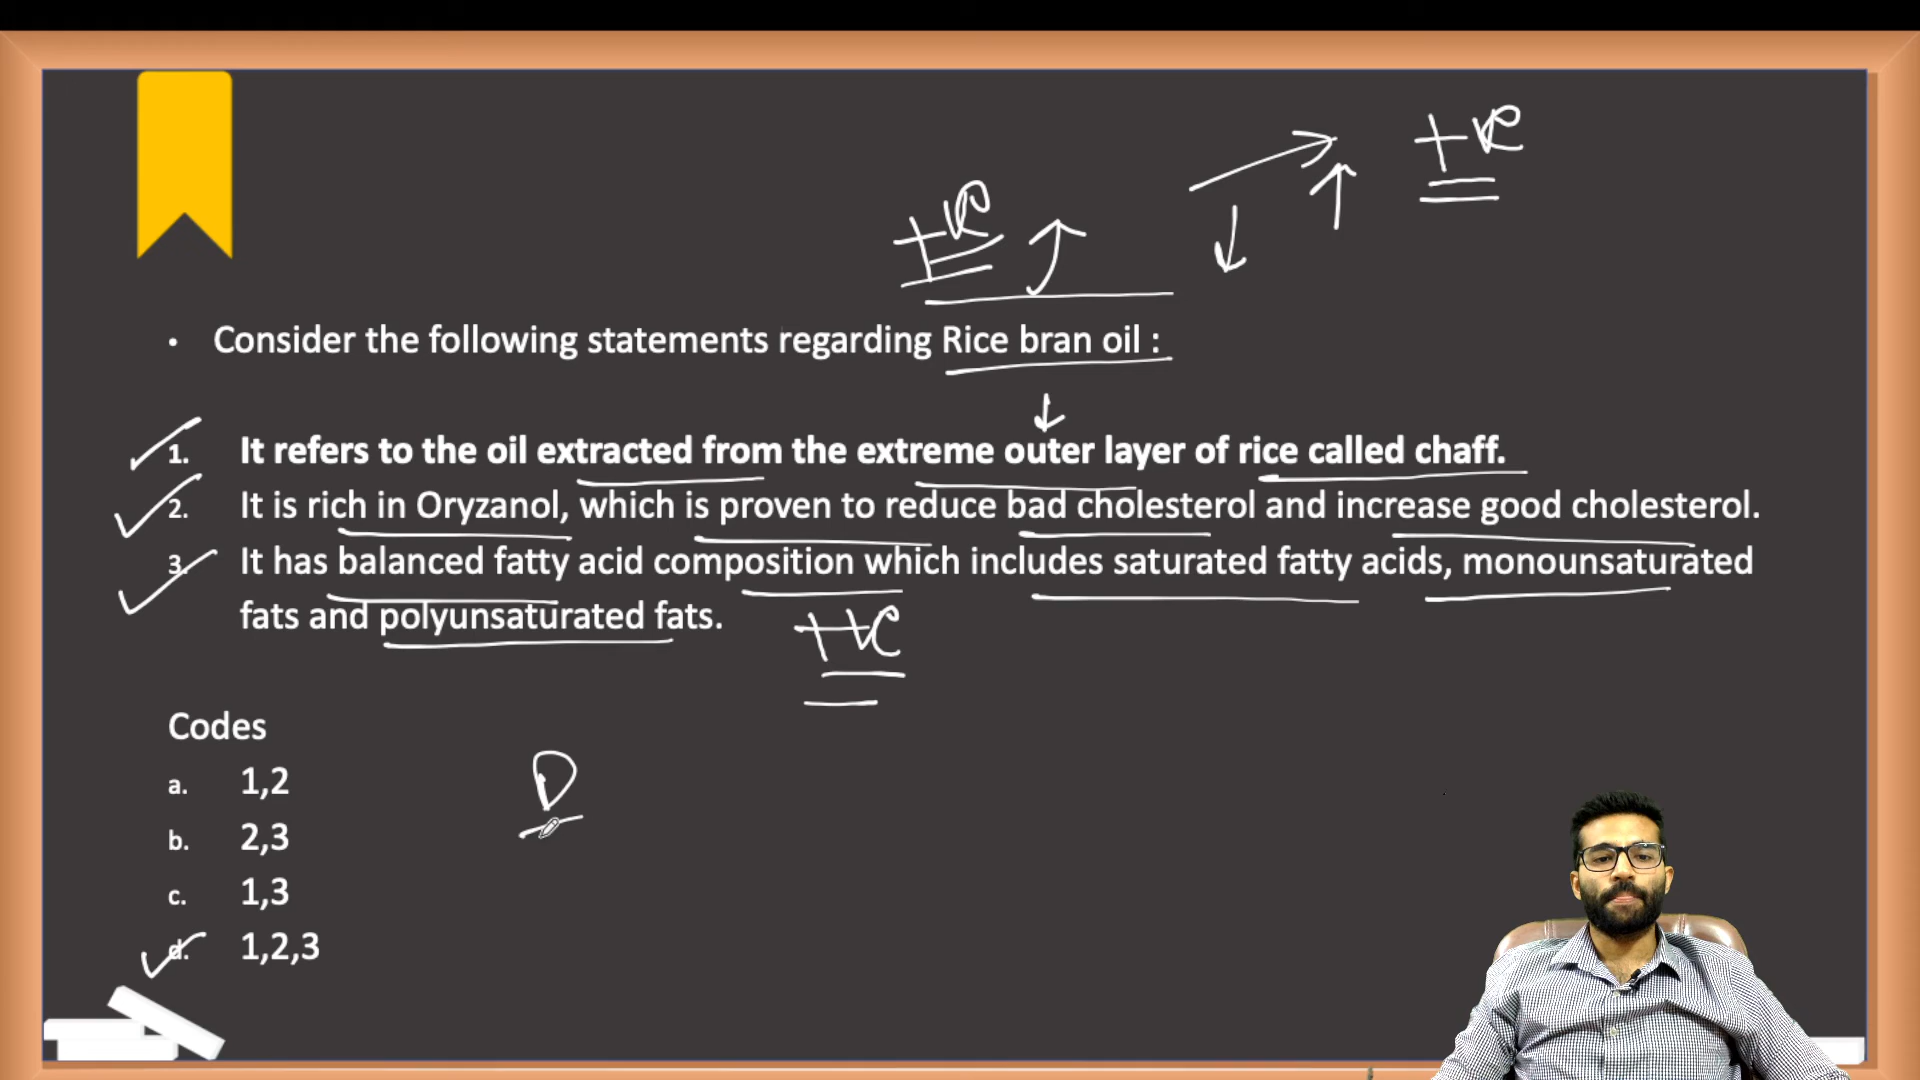 +ve
+ve
• Consider the following statements regarding Rice bran oil :
1. It refers to the oil extracted from the extreme outer layer of rice called chaff.
2. It is rich in Oryzanol, which is proven to reduce bad cholesterol and increase good cholesterol.
3. It has balanced fatty acid composition which includes saturated fatty acids, monounsaturated
fats and polyunsaturated fats.
+ve
Codes
a. 1,2
D
b. 2,3
c. 1,3
d. 1,2,3